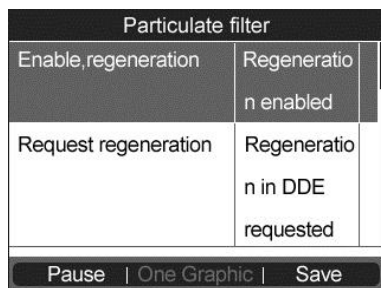 Particulate filter
Enable,regeneration Regeneratio
n enabled
Request regeneration Regeneratio
n in DDE
requested
Pause | One Graphic | Save